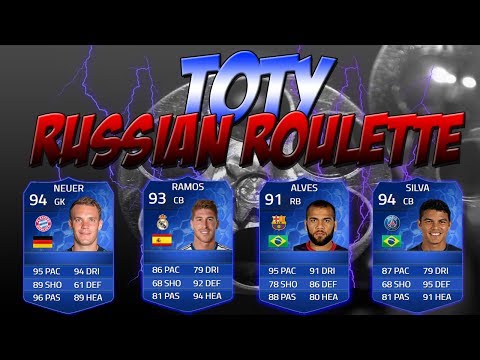 TOTY
RUSSIAN ROULETTE
NEUER
94 GK
95 PAC 94 DRI
89 SHO 61 DEF
96 PAS 89 HEA
RAMOS
93 CB
86 PAC 79 DRI
68 SHO 92 DEF
81 PAS 94 HEA
ALVES
91 RB
95 PAC 91 DRI
78 SHO 86 DEF
88 PAS 80 HEA
SILVA
94 CB
87 PAC 79 DRI
68 SHO 95 DEF
81 PAS 91 HEA